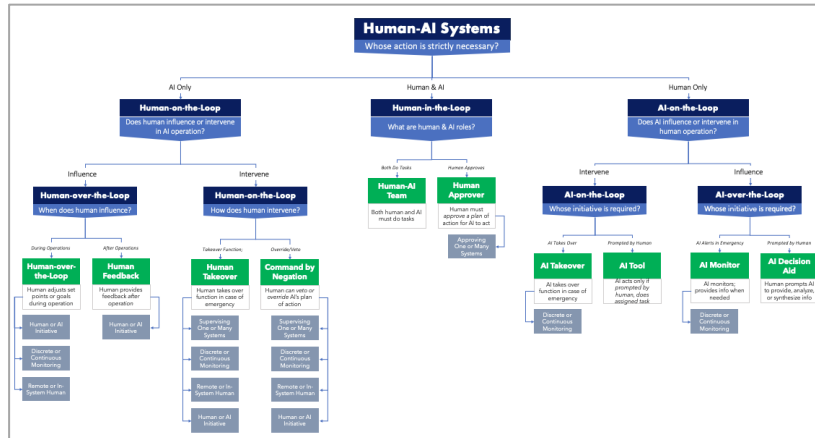 Human-AI Systems
Whose action is strictly necessary?
AI Only
Human & AI
Human Only
Human-on-the-Loop
Does human influence or intervene
in AI operation?
Human-in-the-Loop
What are human & AI roles?
AI-on-the-Loop
Does AI influence or intervene in
human operation?
Influence
Intervene
Both Do Tasks
Human Approves
Intervene
Influence
Human-over-the-Loop
When does human influence?
Human-on-the-Loop
How does human intervene?
Human-AI
Team
Both human and AI
must do tasks
Human
Approver
Human must
approve a plan of
action for AI to act
Approving
One or Many
Systems
AI-on-the-Loop
Whose initiative is required?
AI-over-the-Loop
Whose initiative is required?
During Operations
After Operations
Takeover Function;
Override/Veto
AI Takes Over
Prompted by Human
AI Alerts in Emergency
Prompted by Human
Human-over-
the-Loop
Human adjusts set
points or goals
during operation
Human or AI
Initiative
Discrete or
Continuous
Monitoring
Remote or In-
System Human
Human
Feedback
Human provides
feedback after
operation
Human or AI
Initiative
Human
Takeover
Human takes over
function in case of
emergency
Supervising
One or Many
Systems
Discrete or
Continuous
Monitoring
Remote or In-
System Human
Human or AI
Initiative
Command by
Negation
Human can veto or
override AI's plan
of action
Supervising
One or Many
Systems
Discrete or
Continuous
Monitoring
Remote or In-
System Human
Human or AI
Initiative
AI Takeover
AI takes over
function in case of
emergency
Discrete or
Continuous
Monitoring
AI Tool
AI acts only if
prompted by
human, does
assigned task
AI Monitor
AI monitors;
provides info when
needed
Discrete or
Continuous
Monitoring
AI Decision
Aid
Human prompts AI
to provide, analyze,
or synthesize info